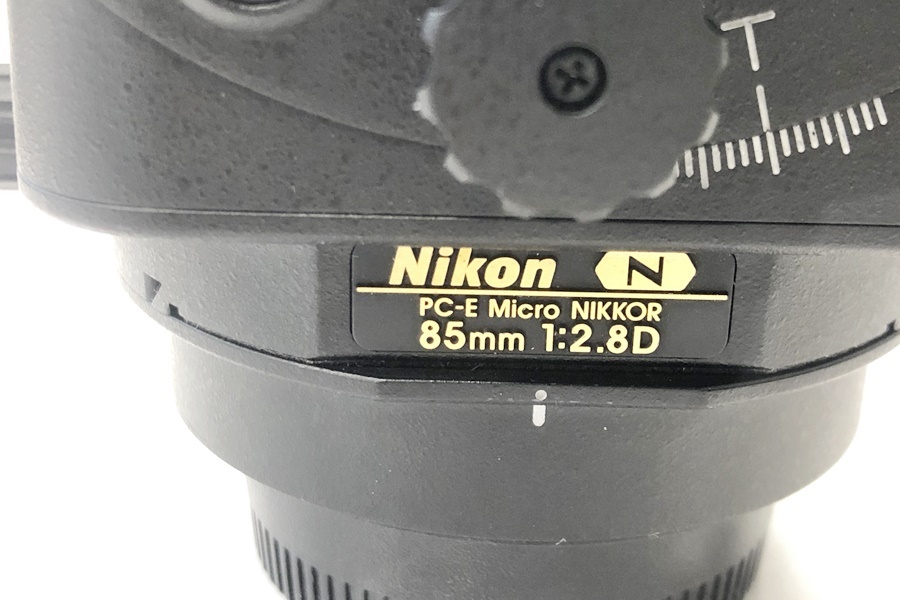 T
Nikon N
PC-E Micro NIKKOR
85mm 1:2.8D